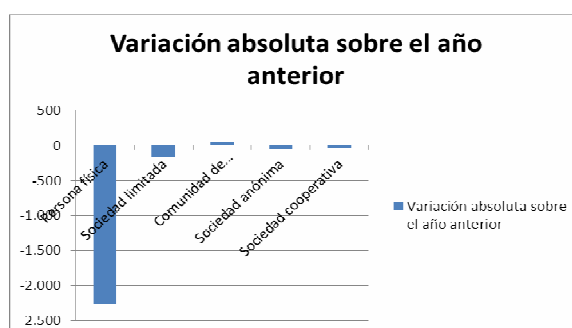 Variación absoluta sobre el año
anterior
500
0
-500
-1.000
-1.500
-2.000
2.500
Persona física
Sociedad limitada
Comunidad de...
Sociedad anónima
Sociedad cooperativa
Variación absoluta sobre
el año anterior